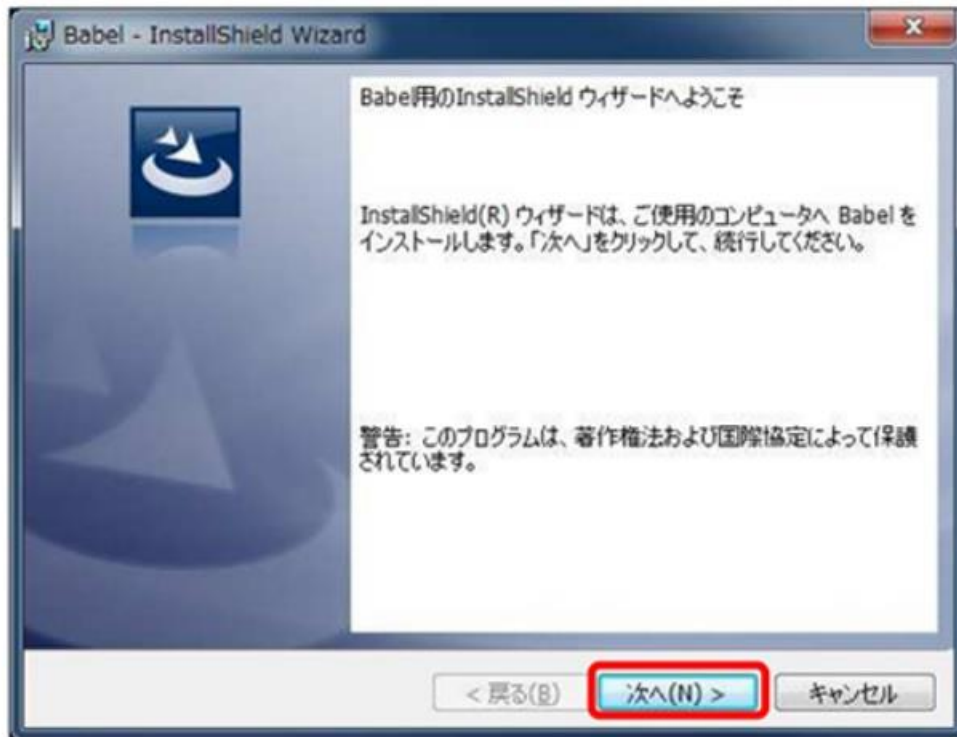 Babel - InstallShield Wizard
Babel用のInstallShield ウィザードへようこそ
InstallShield(R) ウィザードは、ご使用のコンピュータへ Babel を
インストールします。「次へ」をクリックして、続行してください。
警告: このプログラムは、著作権法および国際協定によって保護
されています。
< 戻る(B)
次へ(N) >
キャンセル